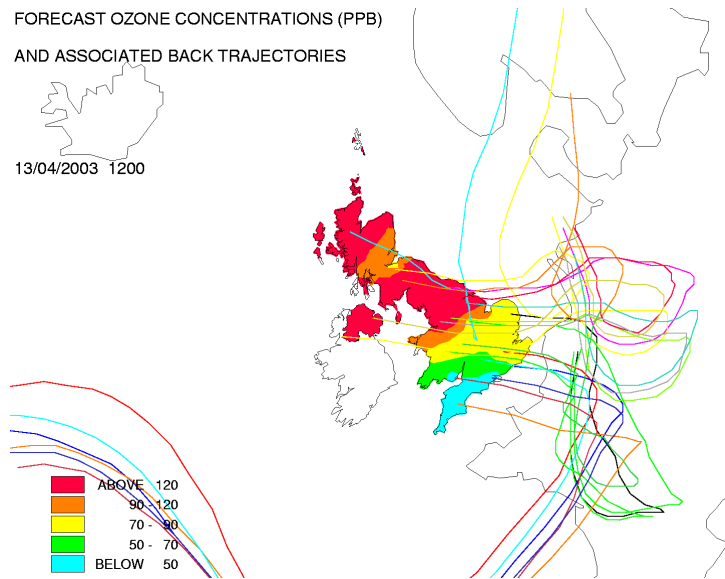 FORECAST OZONE CONCENTRATIONS (PPB)
AND ASSOCIATED BACK TRAJECTORIES
13/04/2003 1200
ABOVE 120
90 - 120
70 - 90
50 - 70
BELOW 50